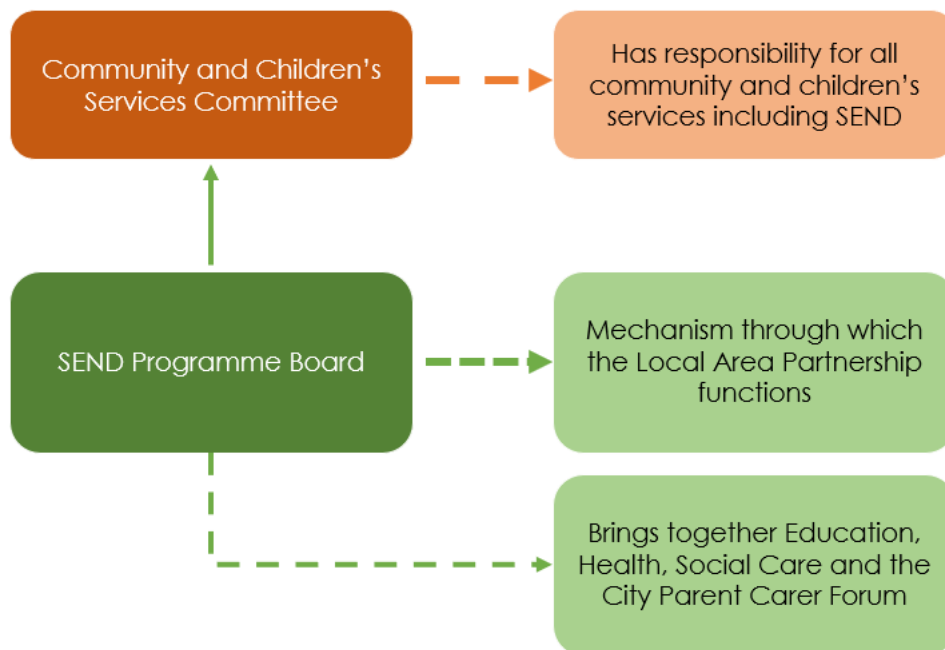 Community and Children’s
Services Committee
Has responsibility for all
community and children’s
services including SEND
SEND Programme Board
Mechanism through which
the Local Area Partnership
functions
Brings together Education,
Health, Social Care and the
City Parent Carer Forum